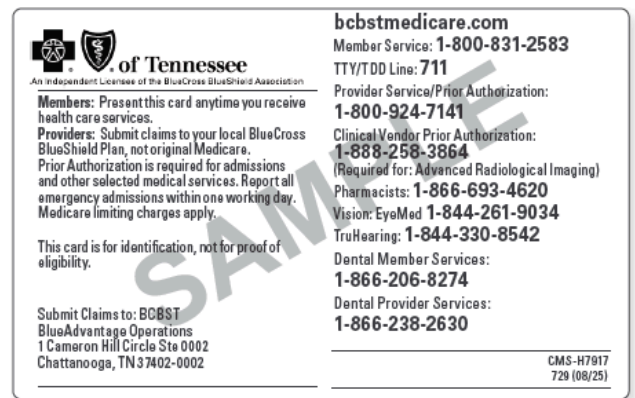 of Tennessee
An Independent Licensee of the BlueCross BlueShield Association
Members: Present this card anytime you receive
health care services.
Providers: Submit claims to your local BlueCross
BlueShield Plan, not original Medicare.
Prior Authorization is required for admissions
and other selected medical services. Report all
emergency admissions within one working day.
Medicare limiting charges apply.
This card is for identification, not for proof of
eligibility.
Submit Claims to: BCBST
BlueAdvantage Operations
1 Cameron Hill Circle Ste 0002
Chattanooga, TN 37402-0002
bcbstmedicare.com
Member Service: 1-800-831-2583
TTY/TDD Line: 711
Provider Service/Prior Authorization:
1-800-924-7141
Clinical Vendor Prior Authorization:
1-888-258-3864
(Required for: Advanced Radiological Imaging)
Pharmacists: 1-866-693-4620
Vision: EyeMed 1-844-261-9034
TruHearing: 1-844-330-8542
Dental Member Services:
1-866-206-8274
Dental Provider Services:
1-866-238-2630
CMS-H7917
729 (08/25)
SAMPLE